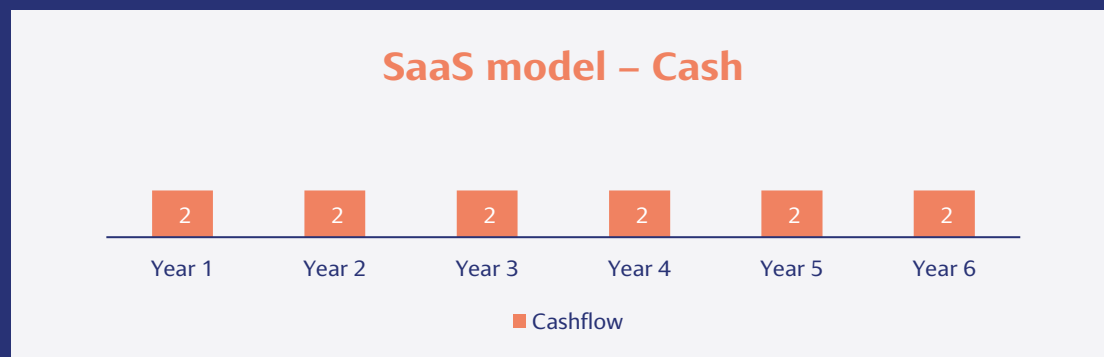 SaaS model – Cash
2 2 2 2 2 2
Year 1 Year 2 Year 3 Year 4 Year 5 Year 6
Cashflow